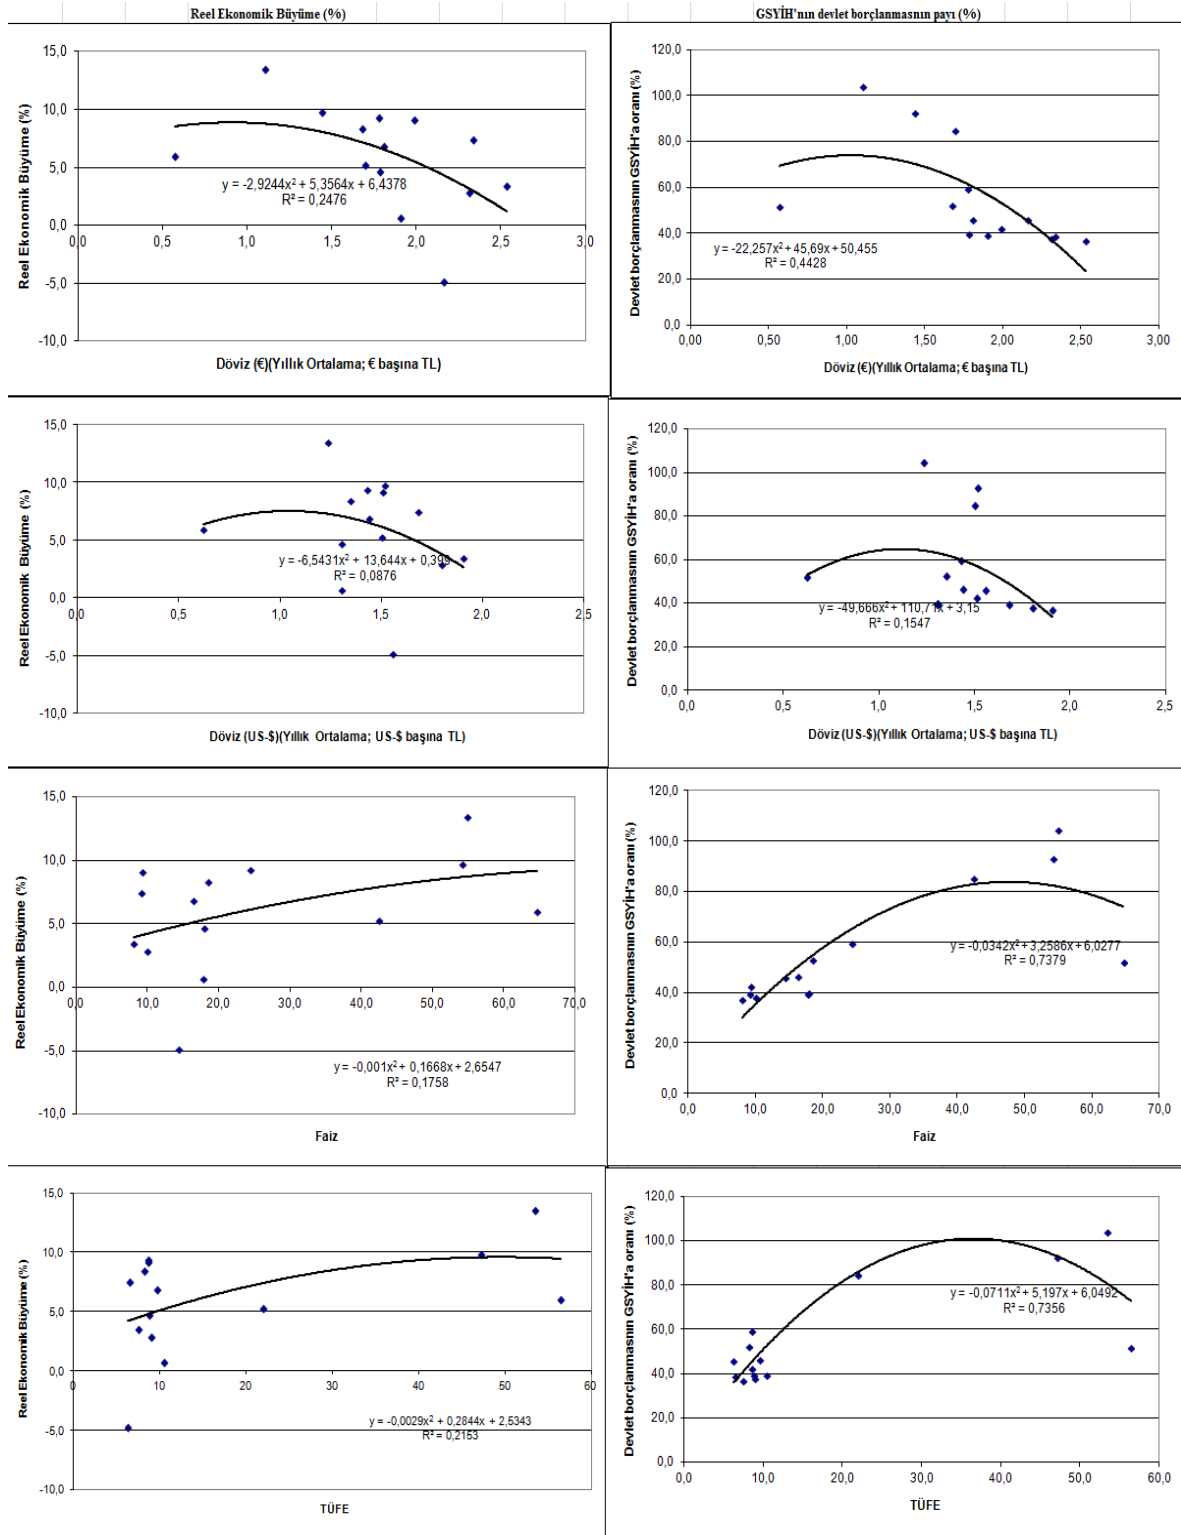 Reel Ekonomik Büyüme (%)
GSYİH'nın devlet borçlanmasnın payı (%)
15,0
10,0
5,0
0,0
-5,0
-10,0
0,0 0,5 1,0 1,5 2,0 2,5 3,0
Reel Ekonomik Büyüme (%)
y = -2,9244x² + 5,3564x + 6,4378
R² = 0,2476
Döviz (€)(Yıllık Ortalama; € başına TL)
120,0
100,0
80,0
60,0
40,0
20,0
0,0
0,00 0,50 1,00 1,50 2,00 2,50 3,00
Devlet borçlanmasının GSYİH'a oranı (%)
y = -22,257x² + 45,69x + 50,455
R² = 0,4428
Döviz (€)(Yıllık Ortalama; € başına TL)
15,0
10,0
5,0
0,0
-5,0
-10,0
0,0 0,5 1,0 1,5 2,0 2,5
Reel Ekonomik Büyüme (%)
y = -6,5431x² + 13,644x + 0,399
R² = 0,0876
Döviz (US-$)(Yıllık Ortalama; US-$ başına TL)
120,0
100,0
80,0
60,0
40,0
20,0
0,0
0,0 0,5 1,0 1,5 2,0 2,5
Devlet borçlanmasının GSYİH'a oranı (%)
y = -49,666x² + 110,71x + 3,15
R² = 0,1547
Döviz (US-$)(Yıllık Ortalama; US-$ başına TL)
15,0
10,0
5,0
0,0
-5,0
-10,0
0,0 10,0 20,0 30,0 40,0 50,0 60,0 70,0
Reel Ekonomik Büyüme (%)
y = -0,001x² + 0,1668x + 2,6547
R² = 0,1758
Faiz
120,0
100,0
80,0
60,0
40,0
20,0
0,0
0,0 10,0 20,0 30,0 40,0 50,0 60,0 70,0
Devlet borçlanmasının GSYİH'a oranı (%)
y = -0,0342x² + 3,2586x + 6,0277
R² = 0,7379
Faiz
15,0
10,0
5,0
0,0
-5,0
-10,0
0 10 20 30 40 50 60
Reel Ekonomik Büyüme (%)
y = -0,0029x² + 0,2844x + 2,5343
R² = 0,2153
TÜFE
120,0
100,0
80,0
60,0
40,0
20,0
0,0
0,0 10,0 20,0 30,0 40,0 50,0 60,0
Devlet borçlanmasının GSYİH'a oranı (%)
y = -0,0711x² + 5,197x + 6,0492
R² = 0,7356
TÜFE